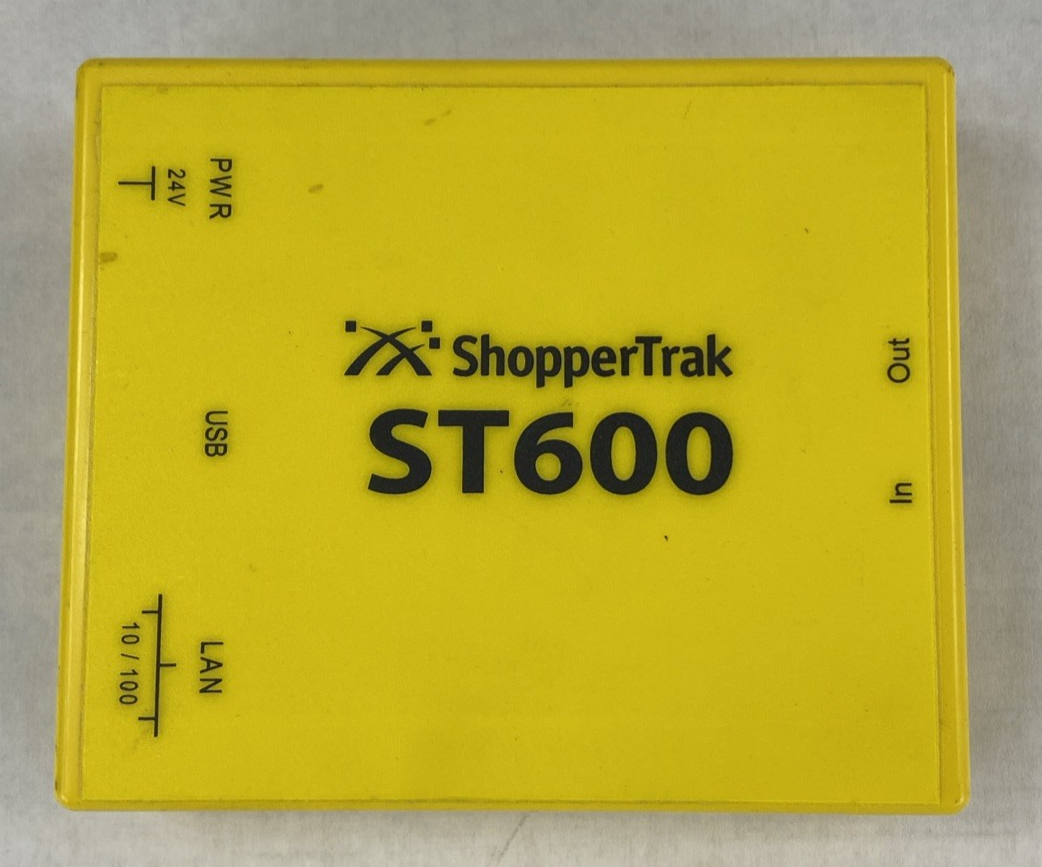 PWR
24V
ShopperTrak
ST600
Out
In
USB
LAN
10 / 100